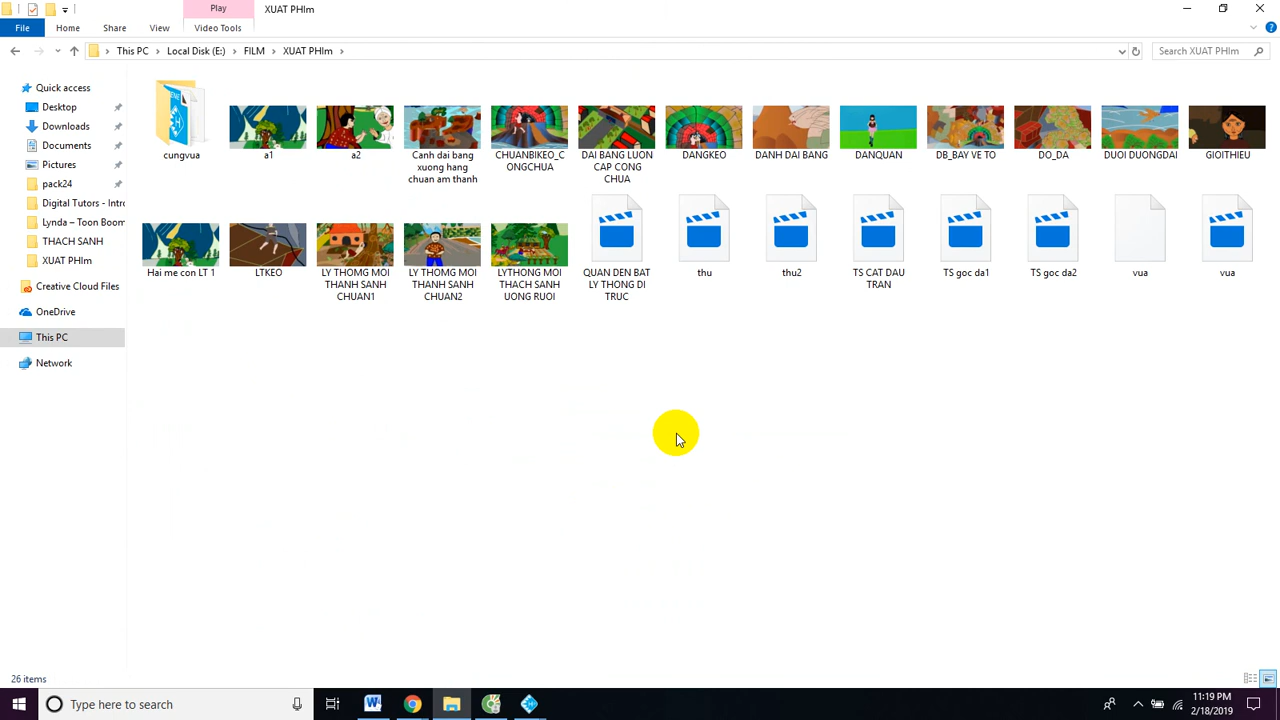 Play
XUAT PHIm
File
Home
Share
View
Video Tools
This PC
Local Disk (E:)
FILM
XUAT PHIm
Search XUAT PHIm
Quick access
Desktop
Downloads
Documents
Pictures
pack24
Digital Tutors - Intro
Lynda – Toon Boom
THACH SANH
XUAT PHIm
Creative Cloud Files
OneDrive
This PC
Network
cungvua
a1
a2
Canh dai bang
xuong hang
chuan am thanh
CHUANBIKEO_C
ONGCHUA
DAI BANG LUON
CAP CONG
CHUA
DANGKEO
DANH DAI BANG
DANQUAN
DB_BAY VE TO
DO_DA
DUOI DUONGDAI
GIOITHIEU
Hai me con LT 1
LTKEO
LY THOMG MOI
THANH SANH
CHUAN1
LY THOMG MOI
THANH SANH
CHUAN2
LYTHONG MOI
THACH SANH
UONG RUOI
QUAN DEN BAT
LY THONG DI
TRUC
thu
thu2
TS CAT DAU
TRAN
TS goc da1
TS goc da2
vua
vua
26 items
Type here to search
11:19 PM
2/18/2019